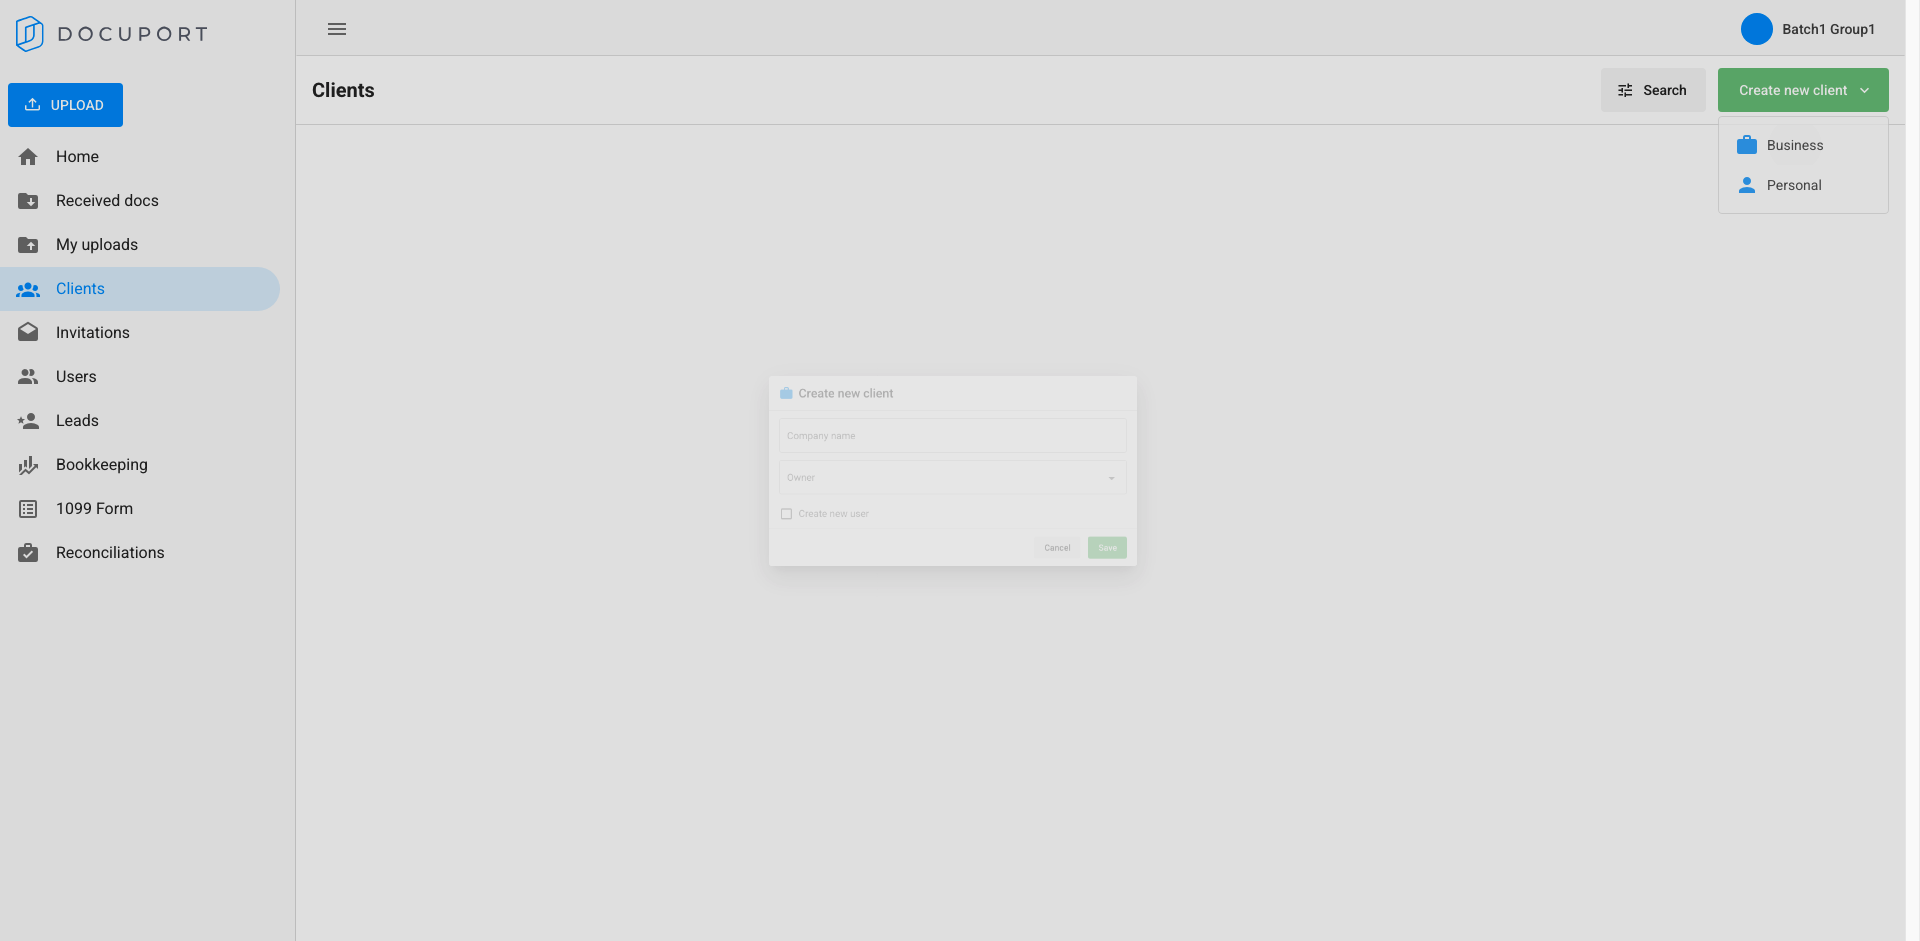 DOCUPORT
Batch1 Group1
Clients
Search
Create new client
UPLOAD
Business
Personal
Home
Received docs
My uploads
Clients
Invitations
Users
Leads
Bookkeeping
1099 Form
Reconciliations
Create new client
Company name
Owner
Create new user
Cancel
Save